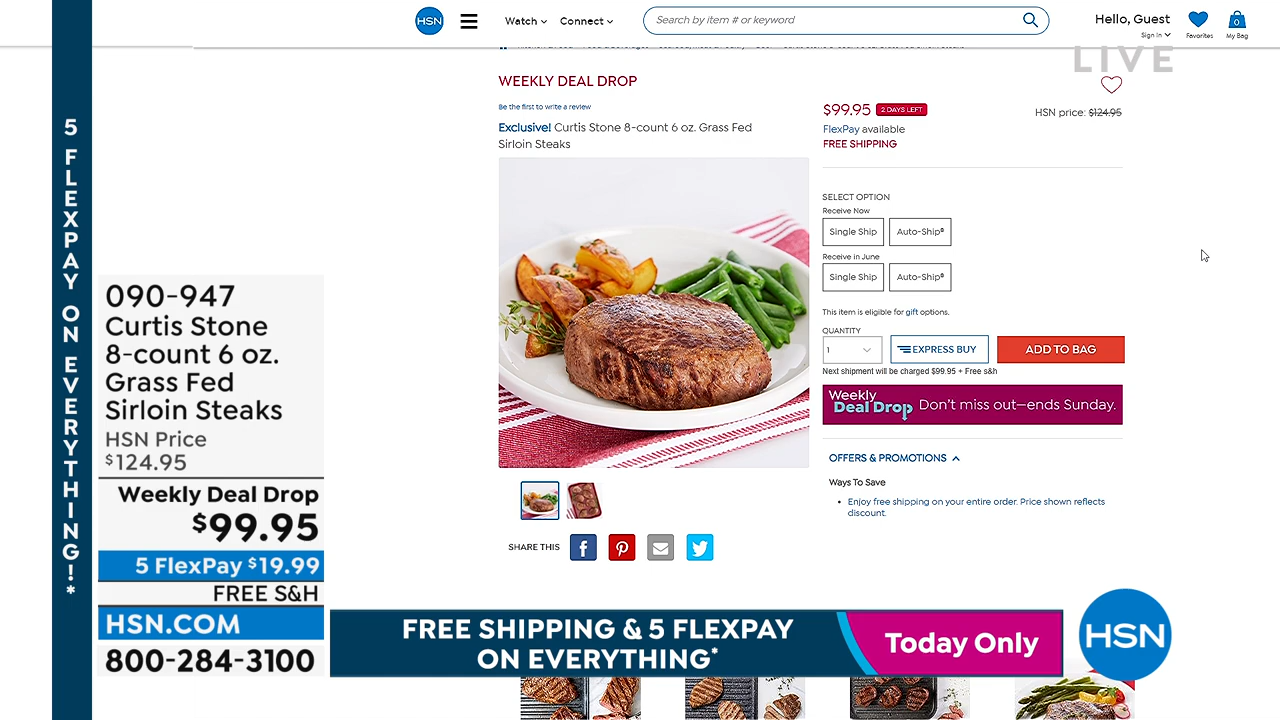 HSN
Watch
Connect
Search by item # or keyword
Hello, Guest
Sign In
Favorites
0
My Bag
LIVE
5 FLEXPAY ON EVERYTHING!*
WEEKLY DEAL DROP
Be the first to write a review
Exclusive! Curtis Stone 8-count 6 oz. Grass Fed
Sirloin Steaks
$99.95 2 DAYS LEFT
HSN price: $124.95
FlexPay available
FREE SHIPPING
SELECT OPTION
Receive Now
Single Ship Auto-Ship®
Receive in June
Single Ship Auto-Ship®
This item is eligible for gift options.
QUANTITY
1 EXPRESS BUY ADD TO BAG
Next shipment will be charged $99.95 + Free s&h
Weekly
Deal Drop Don't miss out—ends Sunday.
OFFERS & PROMOTIONS
Ways To Save
• Enjoy free shipping on your entire order. Price shown reflects
discount.
SHARE THIS
090-947
Curtis Stone
8-count 6 oz.
Grass Fed
Sirloin Steaks
HSN Price
$124.95
Weekly Deal Drop
$99.95
5 FlexPay $19.99
FREE S&H
HSN.COM
800-284-3100
FREE SHIPPING & 5 FLEXPAY
ON EVERYTHING*
Today Only
HSN